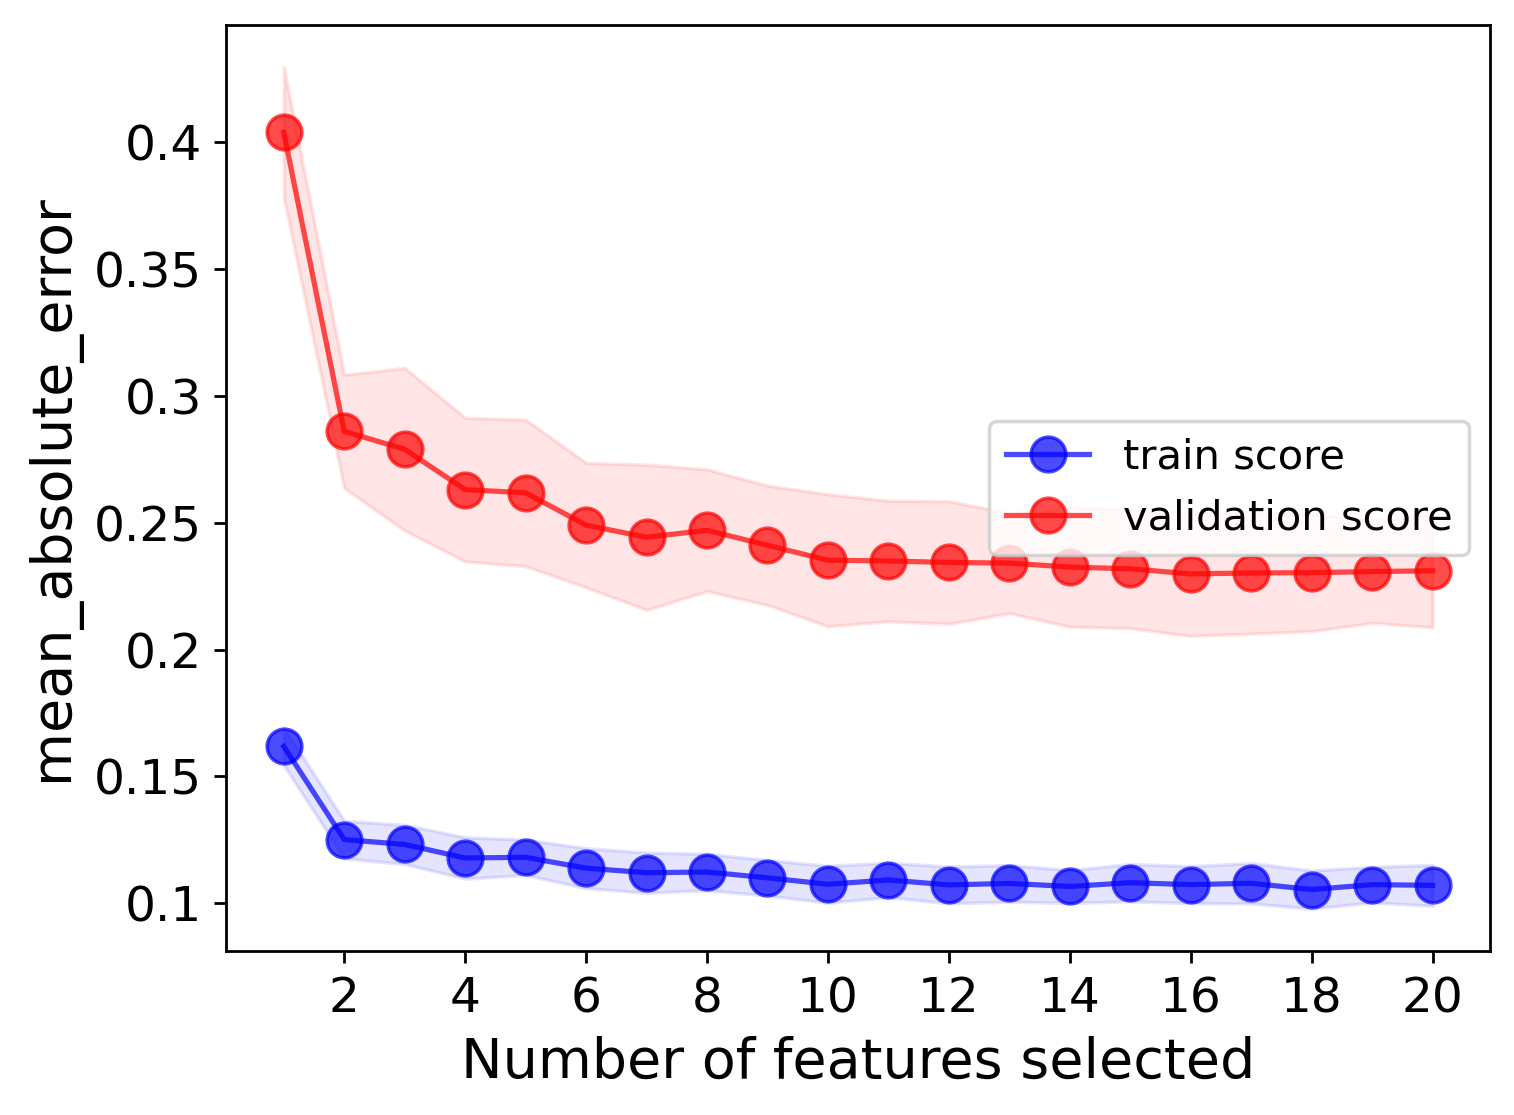 mean_absolute_error
0.4
0.35
0.3
0.25
0.2
0.15
0.1
train score
validation score
2 4 6 8 10 12 14 16 18 20
Number of features selected